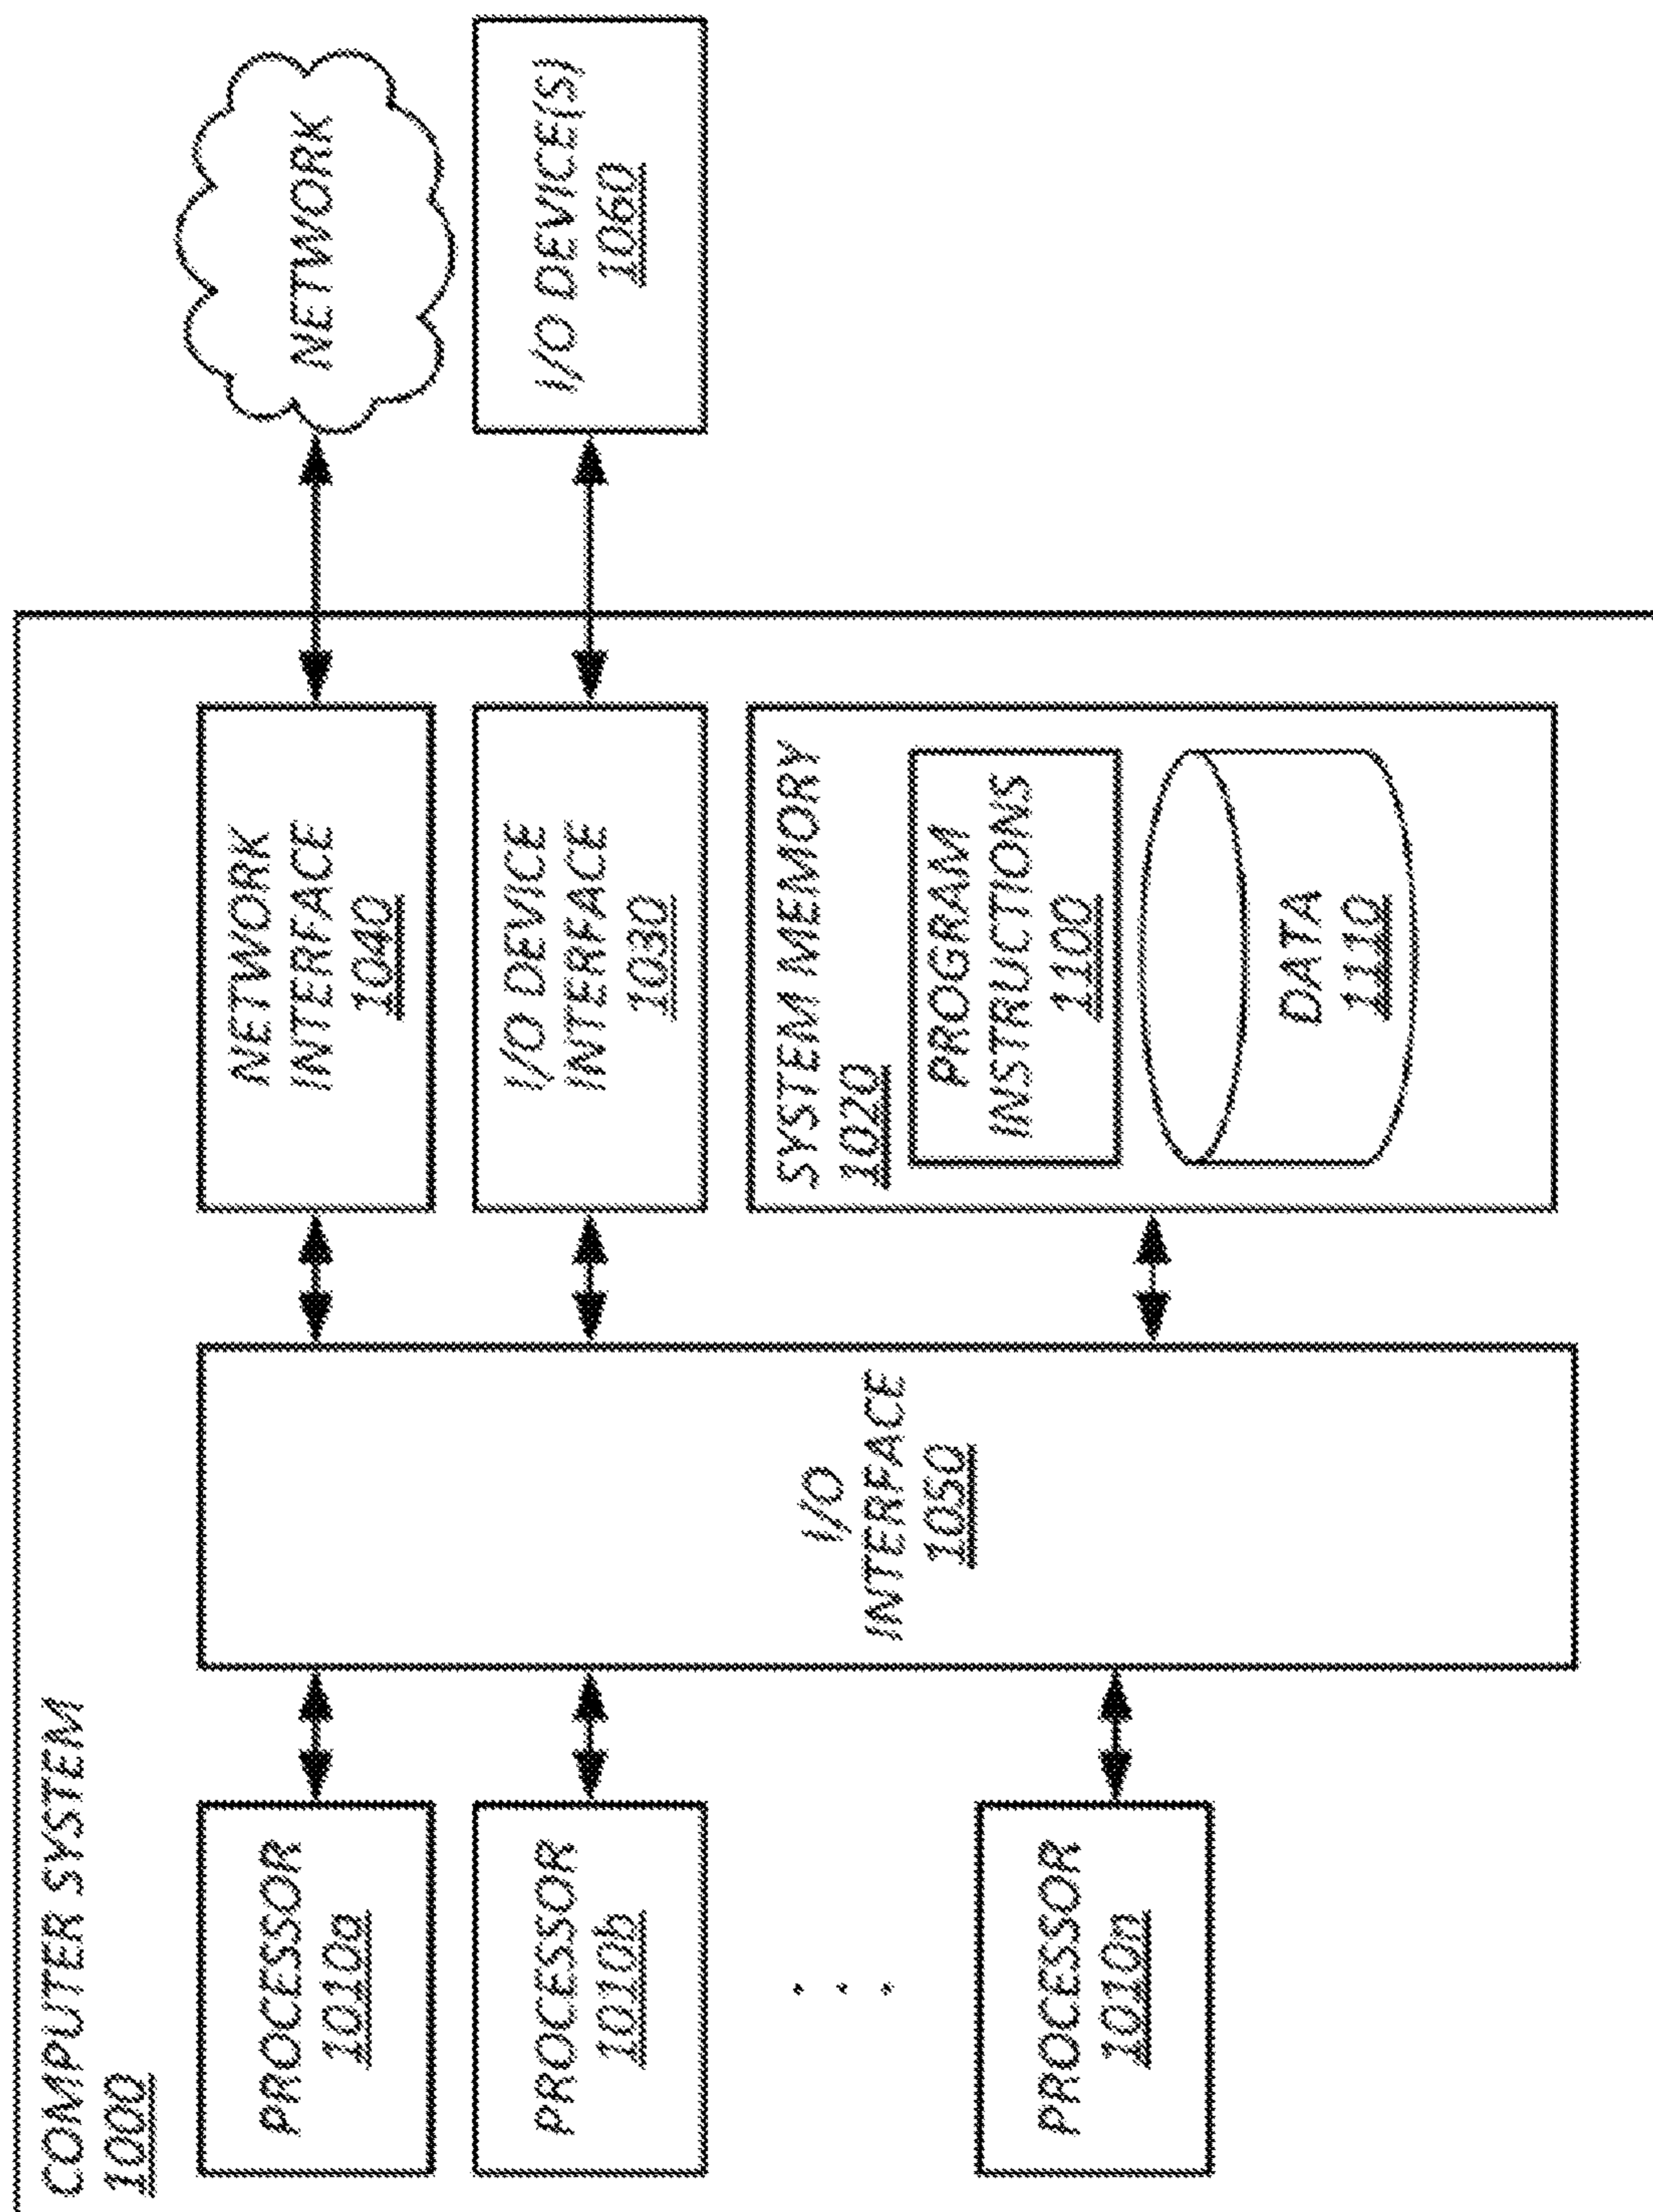 COMPUTER SYSTEM
1000
PROCESSOR
1010a
PROCESSOR
1010b
. . .
PROCESSOR
1010n
I/O
INTERFACE
1050
NETWORK
INTERFACE
1040
I/O DEVICE
INTERFACE
1030
SYSTEM MEMORY
1020
PROGRAM
INSTRUCTIONS
1100
DATA
1110
NETWORK
I/O DEVICE(S)
1060